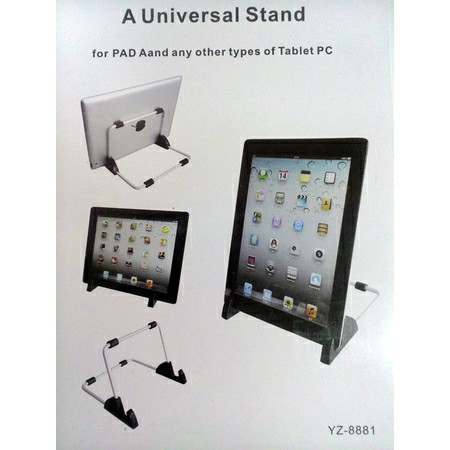 A Universal Stand
for PAD Aand any other types of Tablet PC
YZ-8881